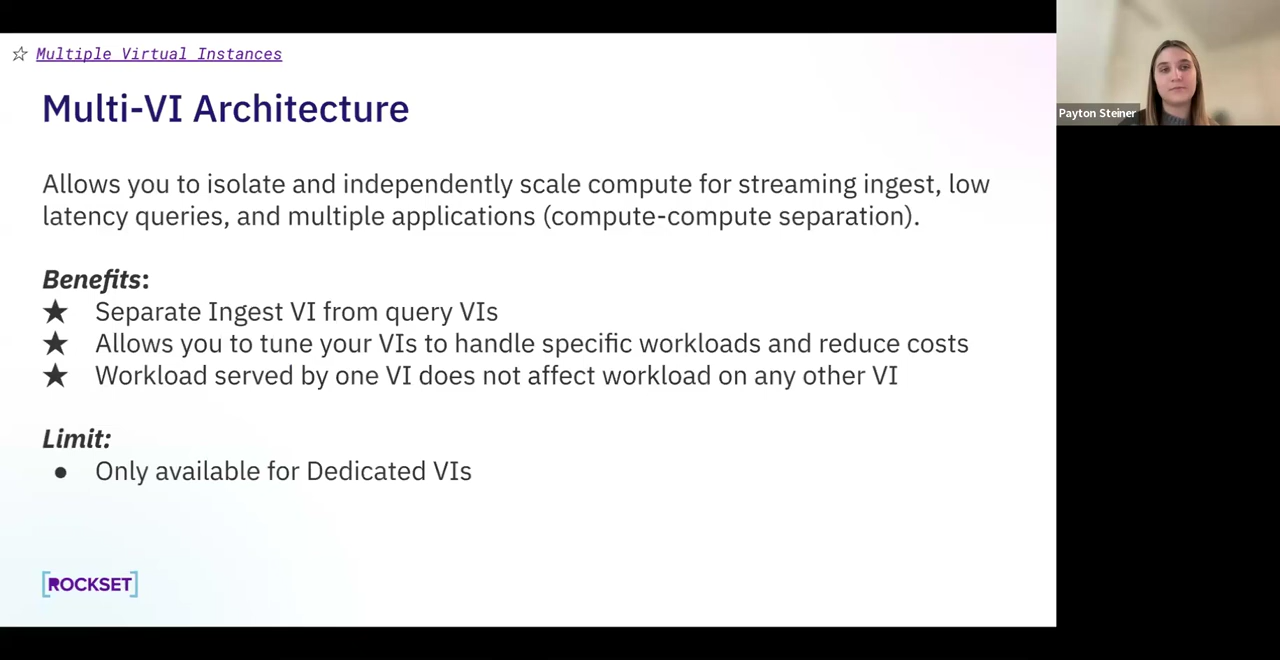 ☆ Multiple Virtual Instances
Multi-VI Architecture
Allows you to isolate and independently scale compute for streaming ingest, low
latency queries, and multiple applications (compute-compute separation).
Benefits:
★ Separate Ingest VI from query VIs
★ Allows you to tune your VIs to handle specific workloads and reduce costs
★ Workload served by one VI does not affect workload on any other VI
Limit:
● Only available for Dedicated VIs
[ROCKSET]
Payton Steiner